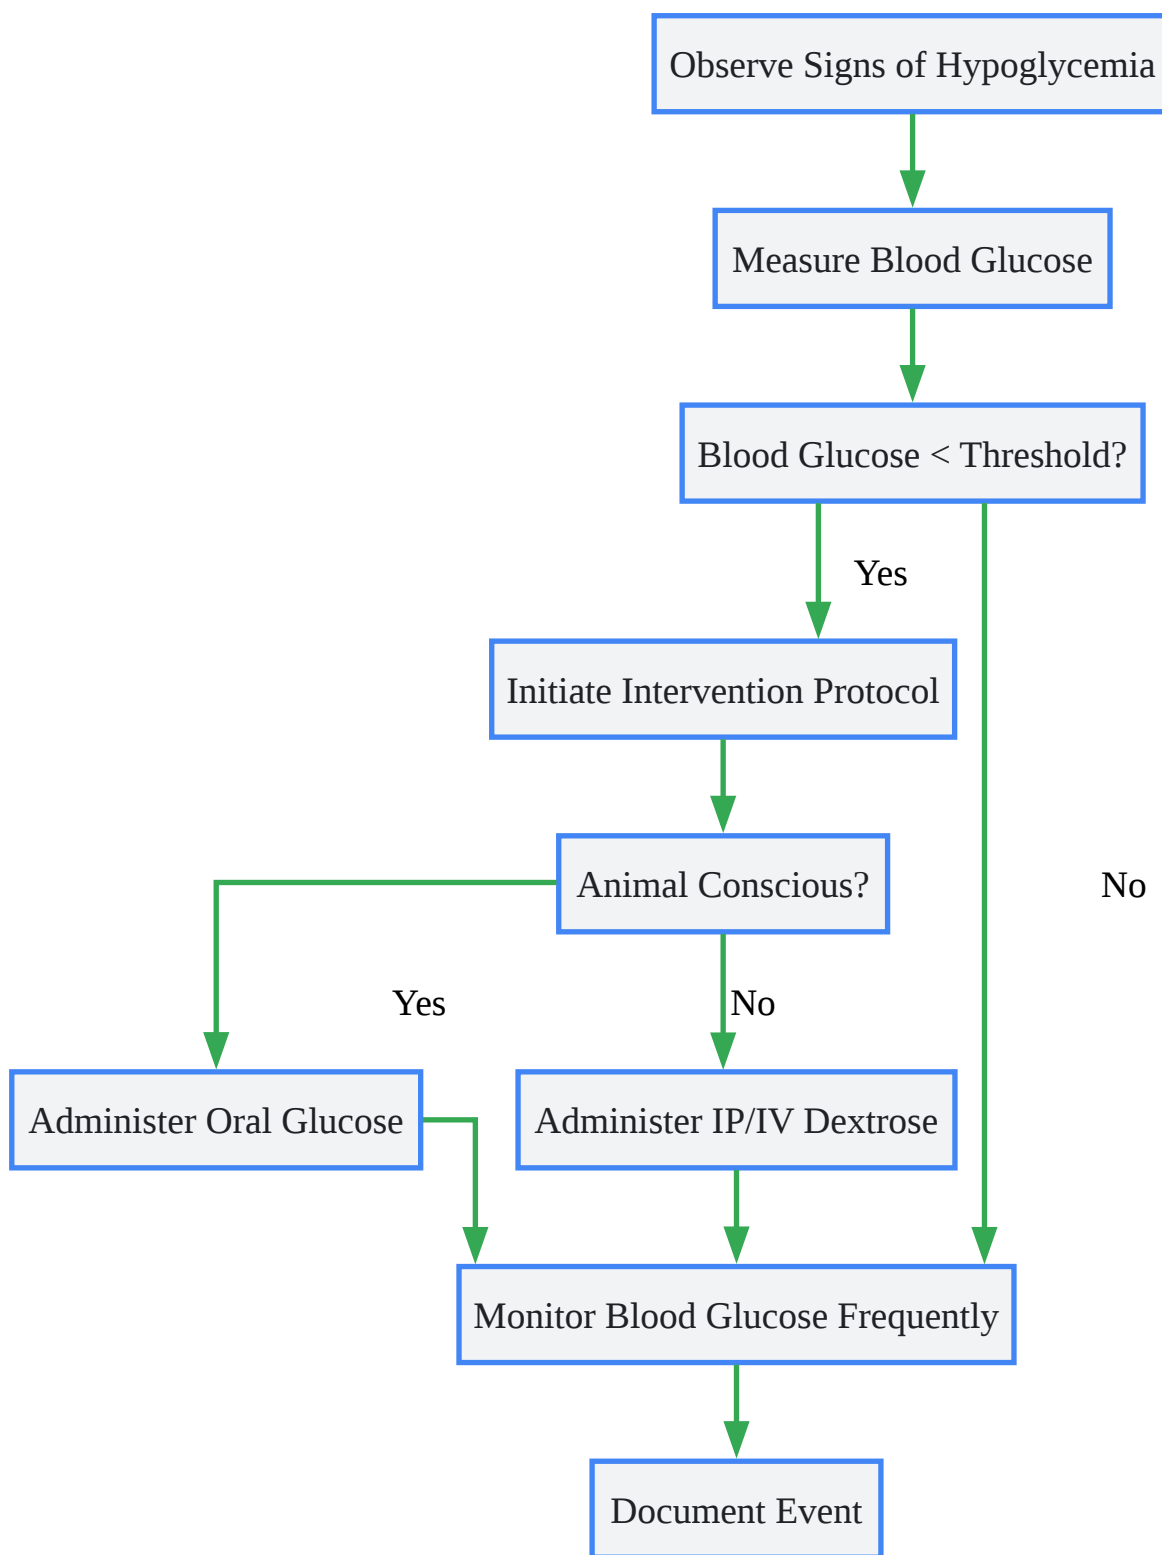 Observe Signs of Hypoglycemia
Measure Blood Glucose
Blood Glucose < Threshold?
Yes
Initiate Intervention Protocol
Animal Conscious?
No
Yes
No
Administer Oral Glucose
Administer IP/IV Dextrose
Monitor Blood Glucose Frequently
Document Event